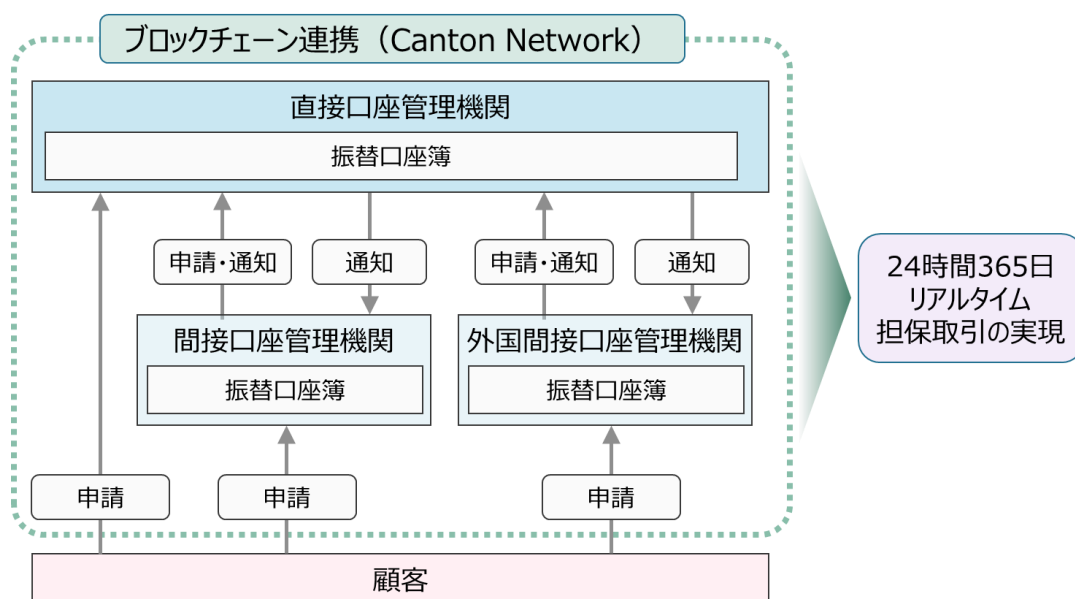 ブロックチェーン連携（Canton Network）
直接口座管理機関
振替口座簿
申請・通知
通知
申請・通知
通知
間接口座管理機関
振替口座簿
外国間接口座管理機関
振替口座簿
申請
申請
申請
顧客
24時間365日
リアルタイム
担保取引の実現